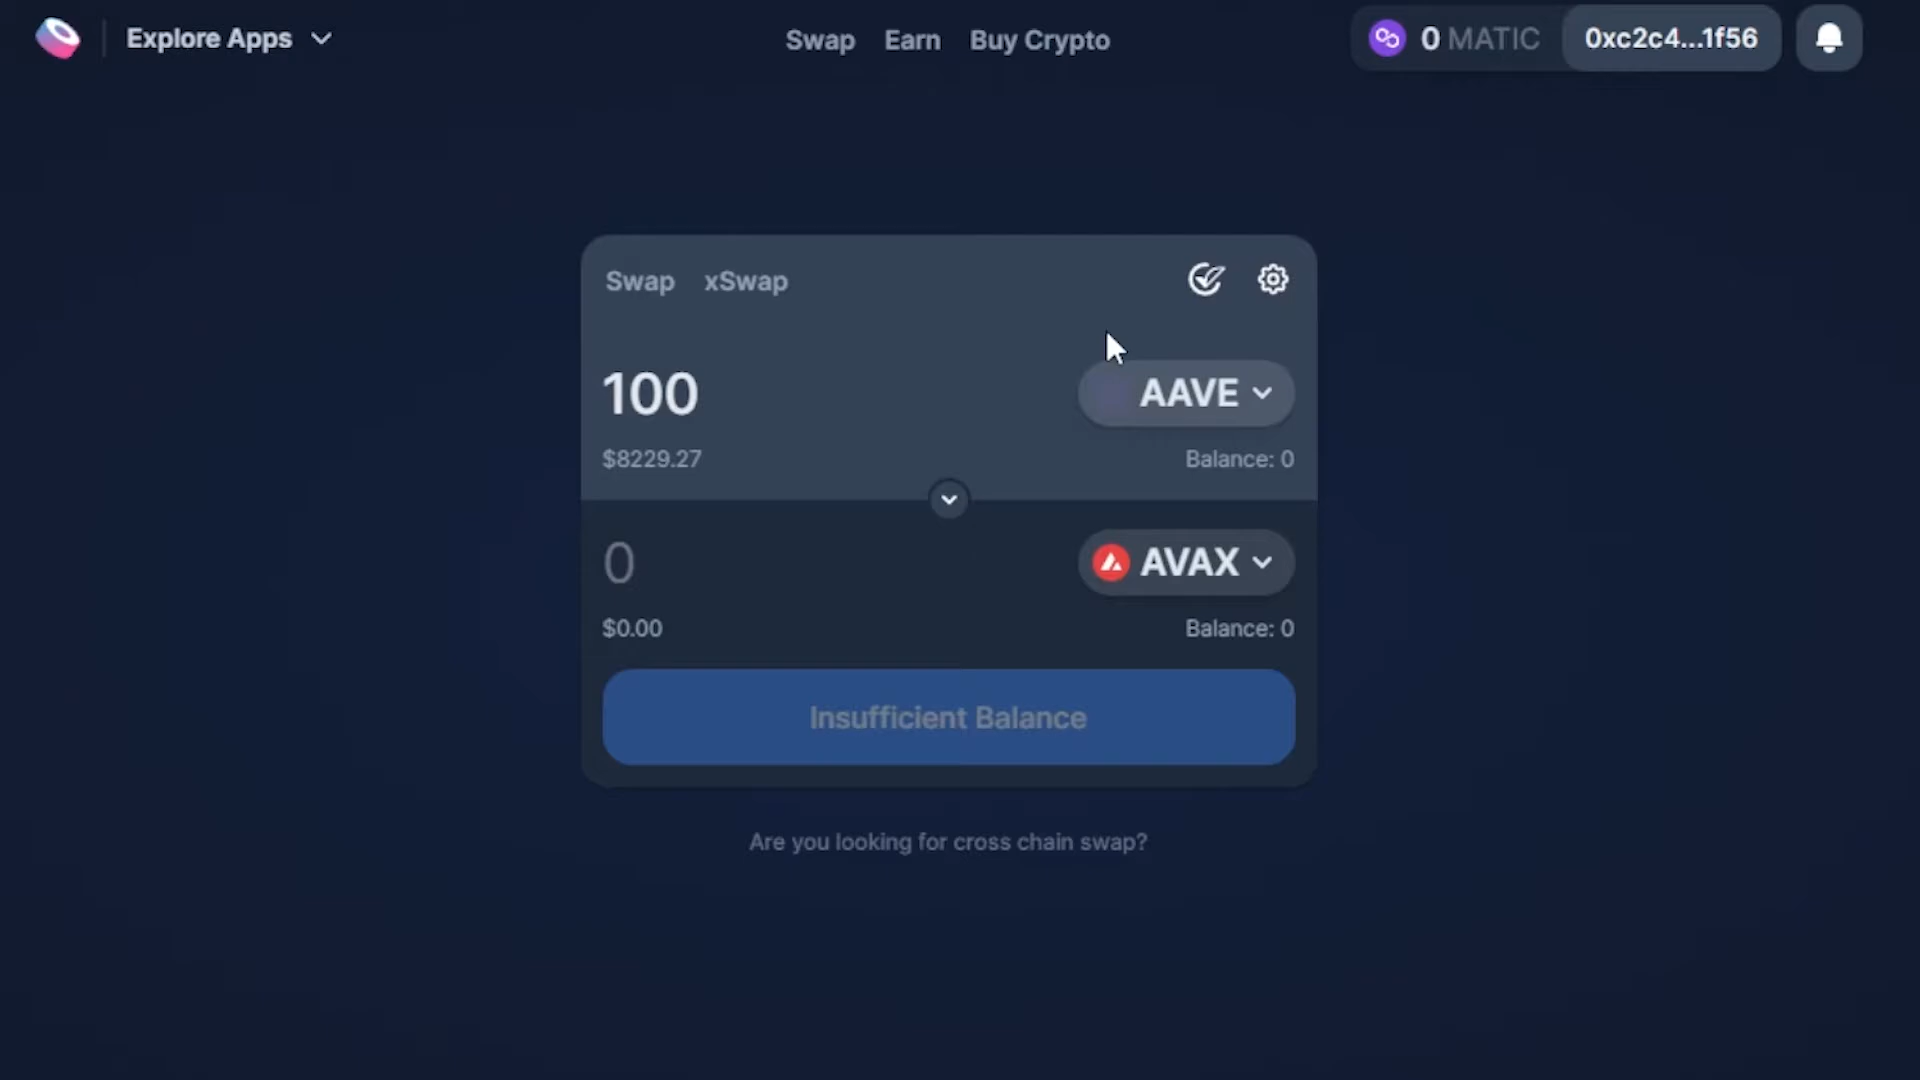 Explore Apps
Swap Earn Buy Crypto
0 MATIC 0xc2c4...1f56
Swap xSwap
100 AAVE
$8229.27 Balance: 0
0 AVAX
$0.00 Balance: 0
Insufficient Balance
Are you looking for cross chain swap?